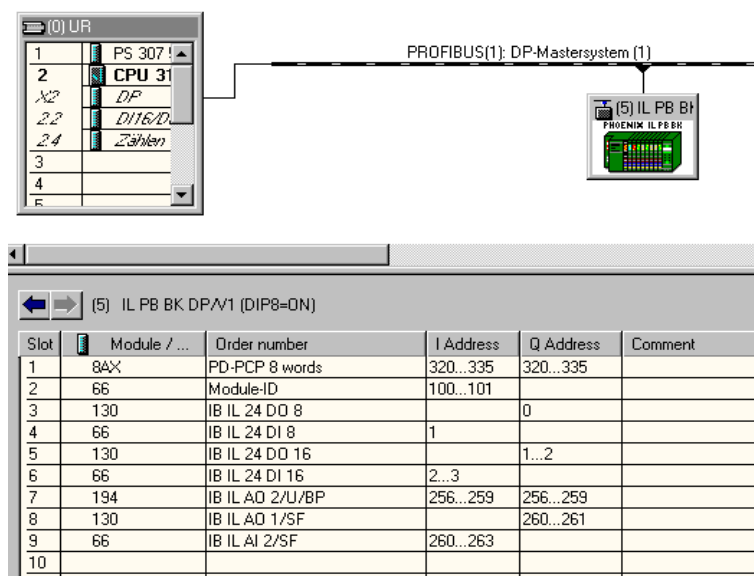 (0) UR
1 PS 307 5
2 CPU 31
X2 DP
2.2 DI16/D
2.4 Zählen
3
4
5
PROFIBUS(1): DP-Mastersystem (1)
(5) IL PB BK
PHOENIX ILPBBK
(5) IL PB BK DP/V1 (DIP8=ON)
Slot Module / ... Order number I Address Q Address Comment
1 8AX PD-PCP 8 words 320...335 320...335
2 66 Module-ID 100...101
3 130 IB IL 24 DO 8 0
4 66 IB IL 24 DI 8 1
5 130 IB IL 24 DO 16 1...2
6 66 IB IL 24 DI 16 2...3
7 194 IB IL AO 2/U/BP 256...259 256...259
8 130 IB IL AO 1/SF 260...261
9 66 IB IL AI 2/SF 260...263
10